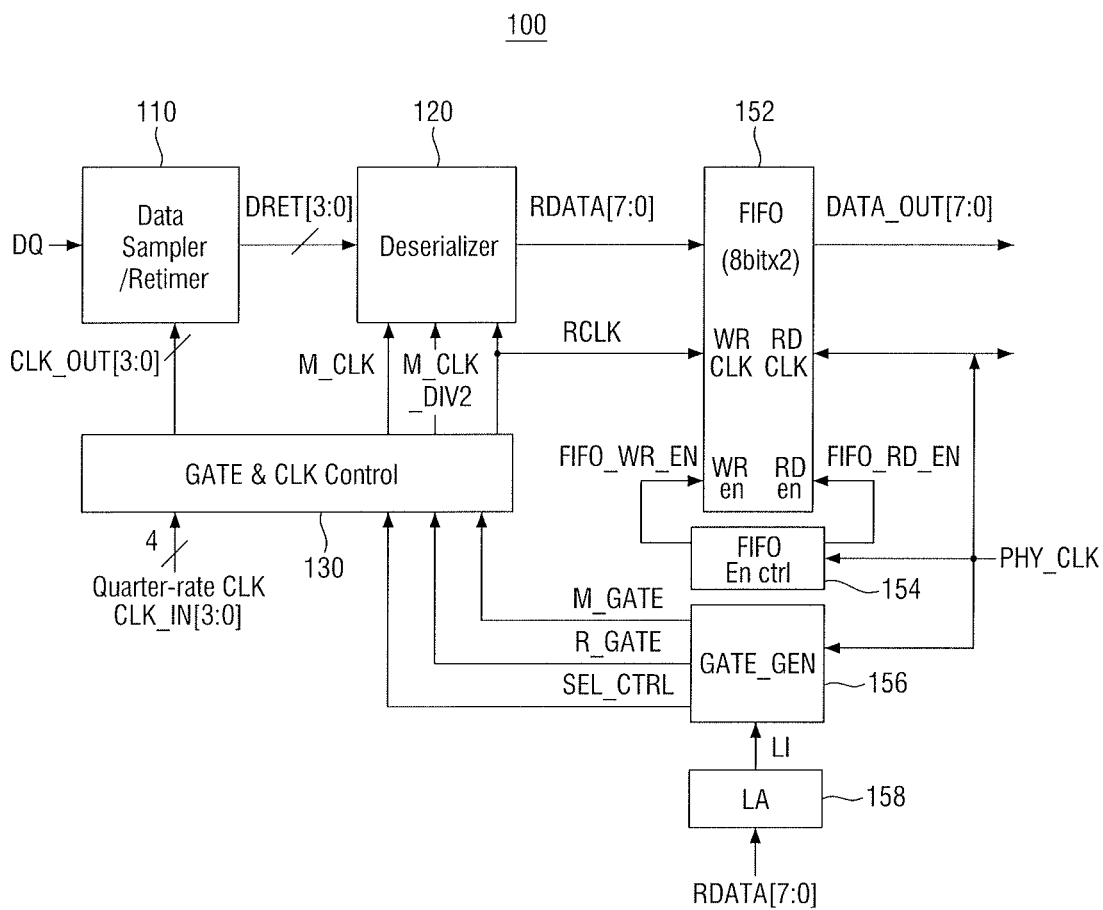 100
110
120
152
Data
Sampler
/Retimer
DRET[3:0]
Deserializer
RDATA[7:0]
FIFO
(8bitx2)
DATA_OUT[7:0]
DQ
CLK_OUT[3:0]
M_CLK
M_CLK
_DIV2
RCLK
WR
CLK
RD
CLK
GATE & CLK Control
FIFO_WR_EN
WR
en
RD
en
FIFO_RD_EN
4
130
Quarter-rate CLK
CLK_IN[3:0]
FIFO
En ctrl
154
PHY_CLK
M_GATE
R_GATE
SEL_CTRL
GATE_GEN
156
LI
LA
158
RDATA[7:0]